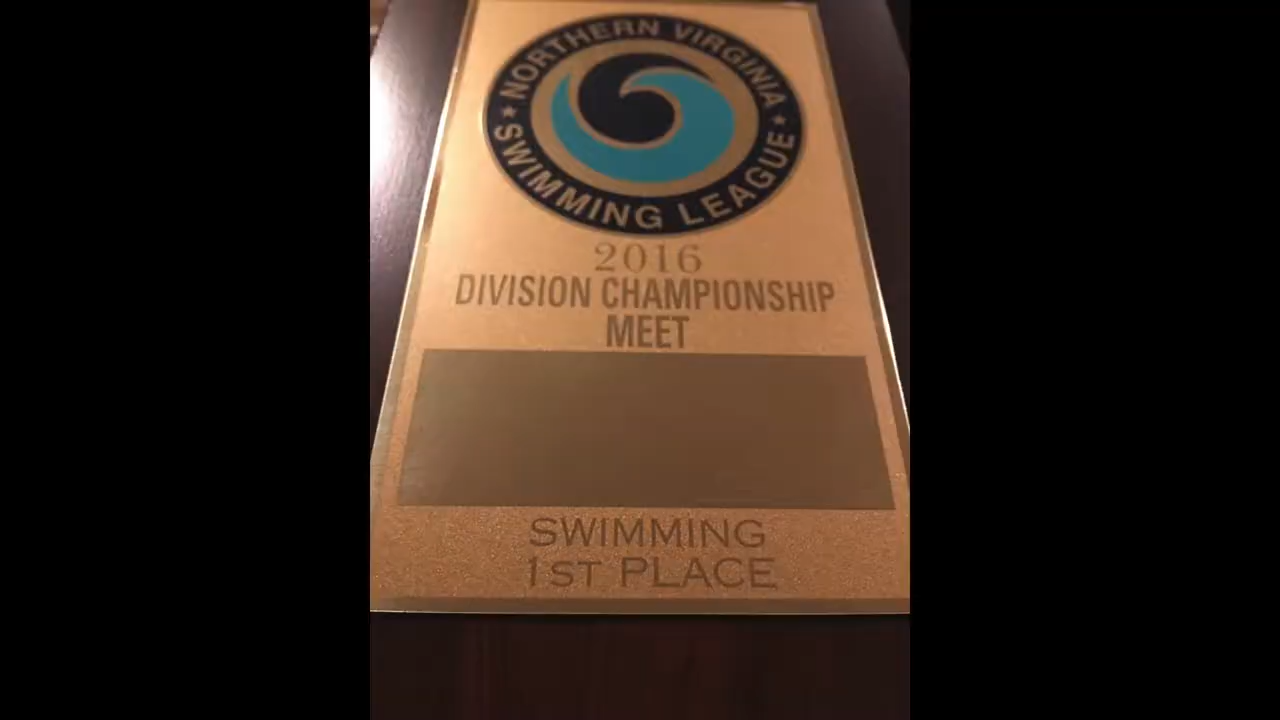 ★ NORTHERN VIRGINIA ★
SWIMMING LEAGUE
2016
DIVISION CHAMPIONSHIP
MEET
SWIMMING
1ST PLACE